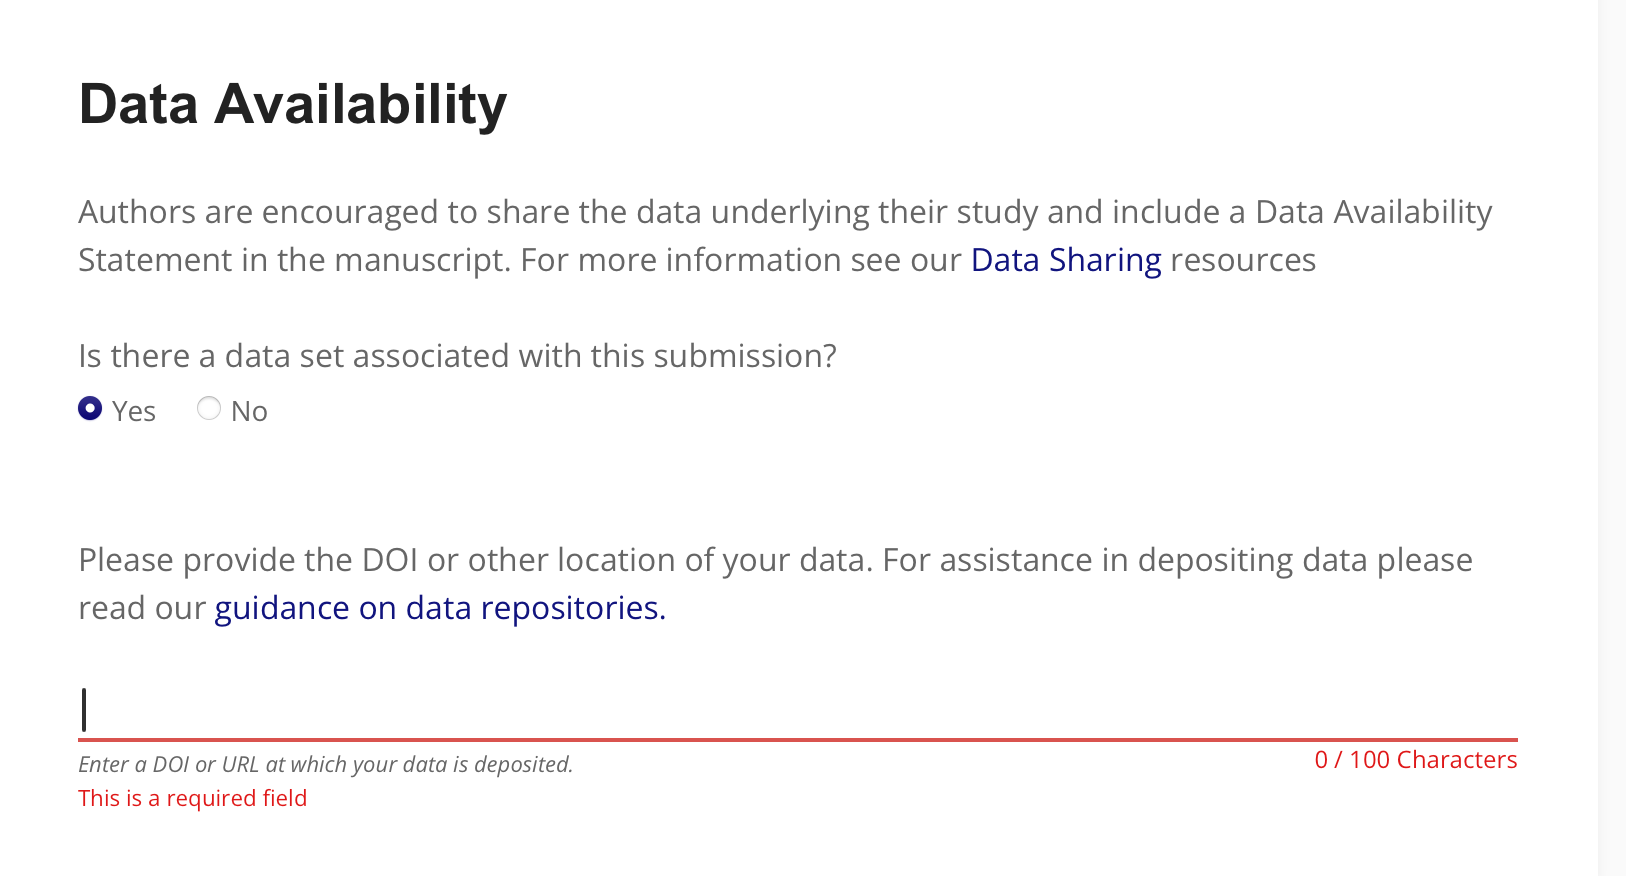 Data Availability
Authors are encouraged to share the data underlying their study and include a Data Availability
Statement in the manuscript. For more information see our Data Sharing resources
Is there a data set associated with this submission?
Yes No
Please provide the DOI or other location of your data. For assistance in depositing data please
read our guidance on data repositories.
Enter a DOI or URL at which your data is deposited. 0 / 100 Characters
This is a required field